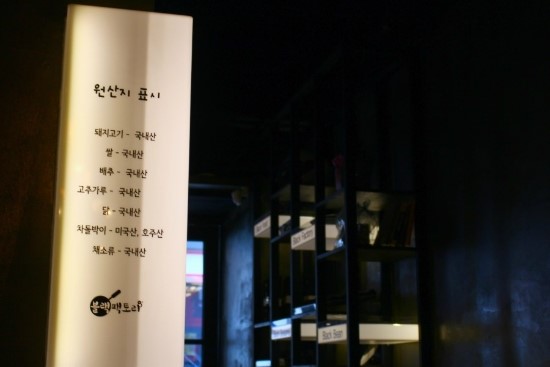 원산지 표시
돼지고기 - 국내산
쌀 - 국내산
배추 - 국내산
고추가루 - 국내산
닭 - 국내산
차돌박이 - 미국산, 호주산
채소류 - 국내산
블랙팩토리
Black Bean